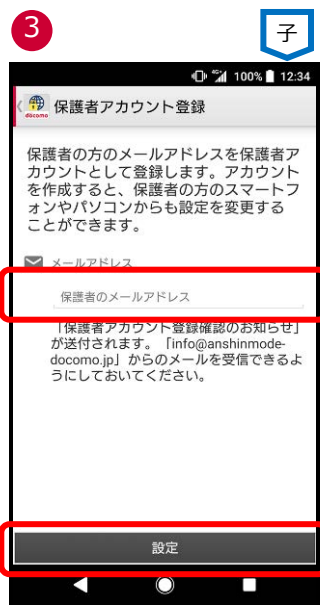 3
子
4G 100% 12:34
docomo
保護者アカウント登録
保護者の方のメールアドレスを保護者ア
カウントとして登録します。アカウント
を作成すると、保護者の方のスマートフ
ォンやパソコンからも設定を変更する
ことができます。
メールアドレス
保護者のメールアドレス
「保護者アカウント登録確認のお知らせ」
が送付されます。「info@anshinmode-
docomo.jp」からのメールを受信できるよ
うにしておいてください。
設定